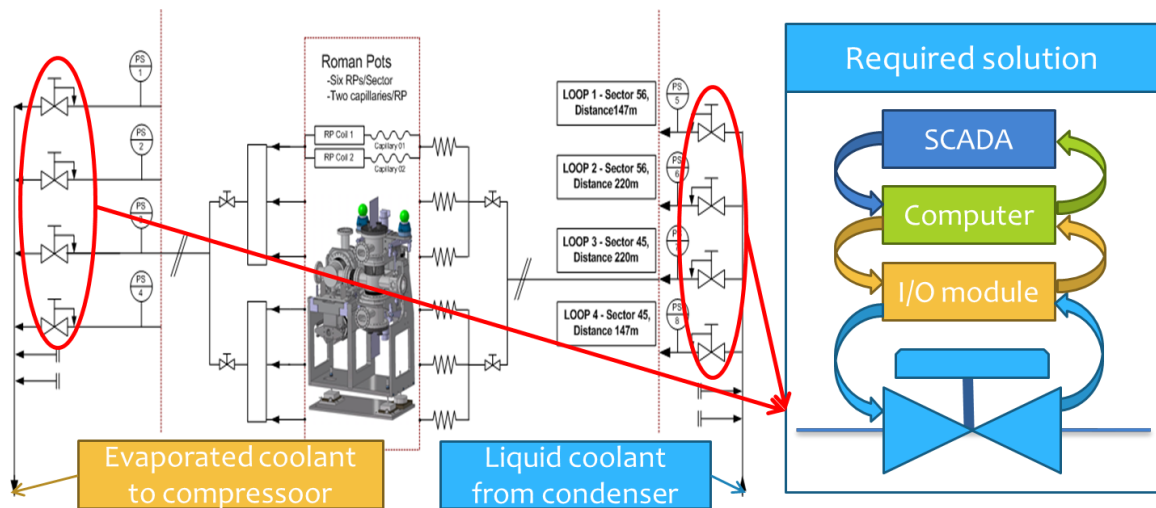 PS
1
PS
2
PS
4
Roman Pots
-Six RPs/Sector
-Two capillaries/RP
RP Coil 1
Capillary 01
RP Coil 2
Capillary 02
LOOP 1 - Sector 56,
Distance147m
LOOP 2 - Sector 56,
Distance 220m
LOOP 3 - Sector 45,
Distance 220m
LOOP 4 - Sector 45,
Distance 147m
PS
5
PS
6
PS
8
Evaporated coolant
to compressoor
Liquid coolant
from condenser
Required solution
SCADA
Computer
I/O module